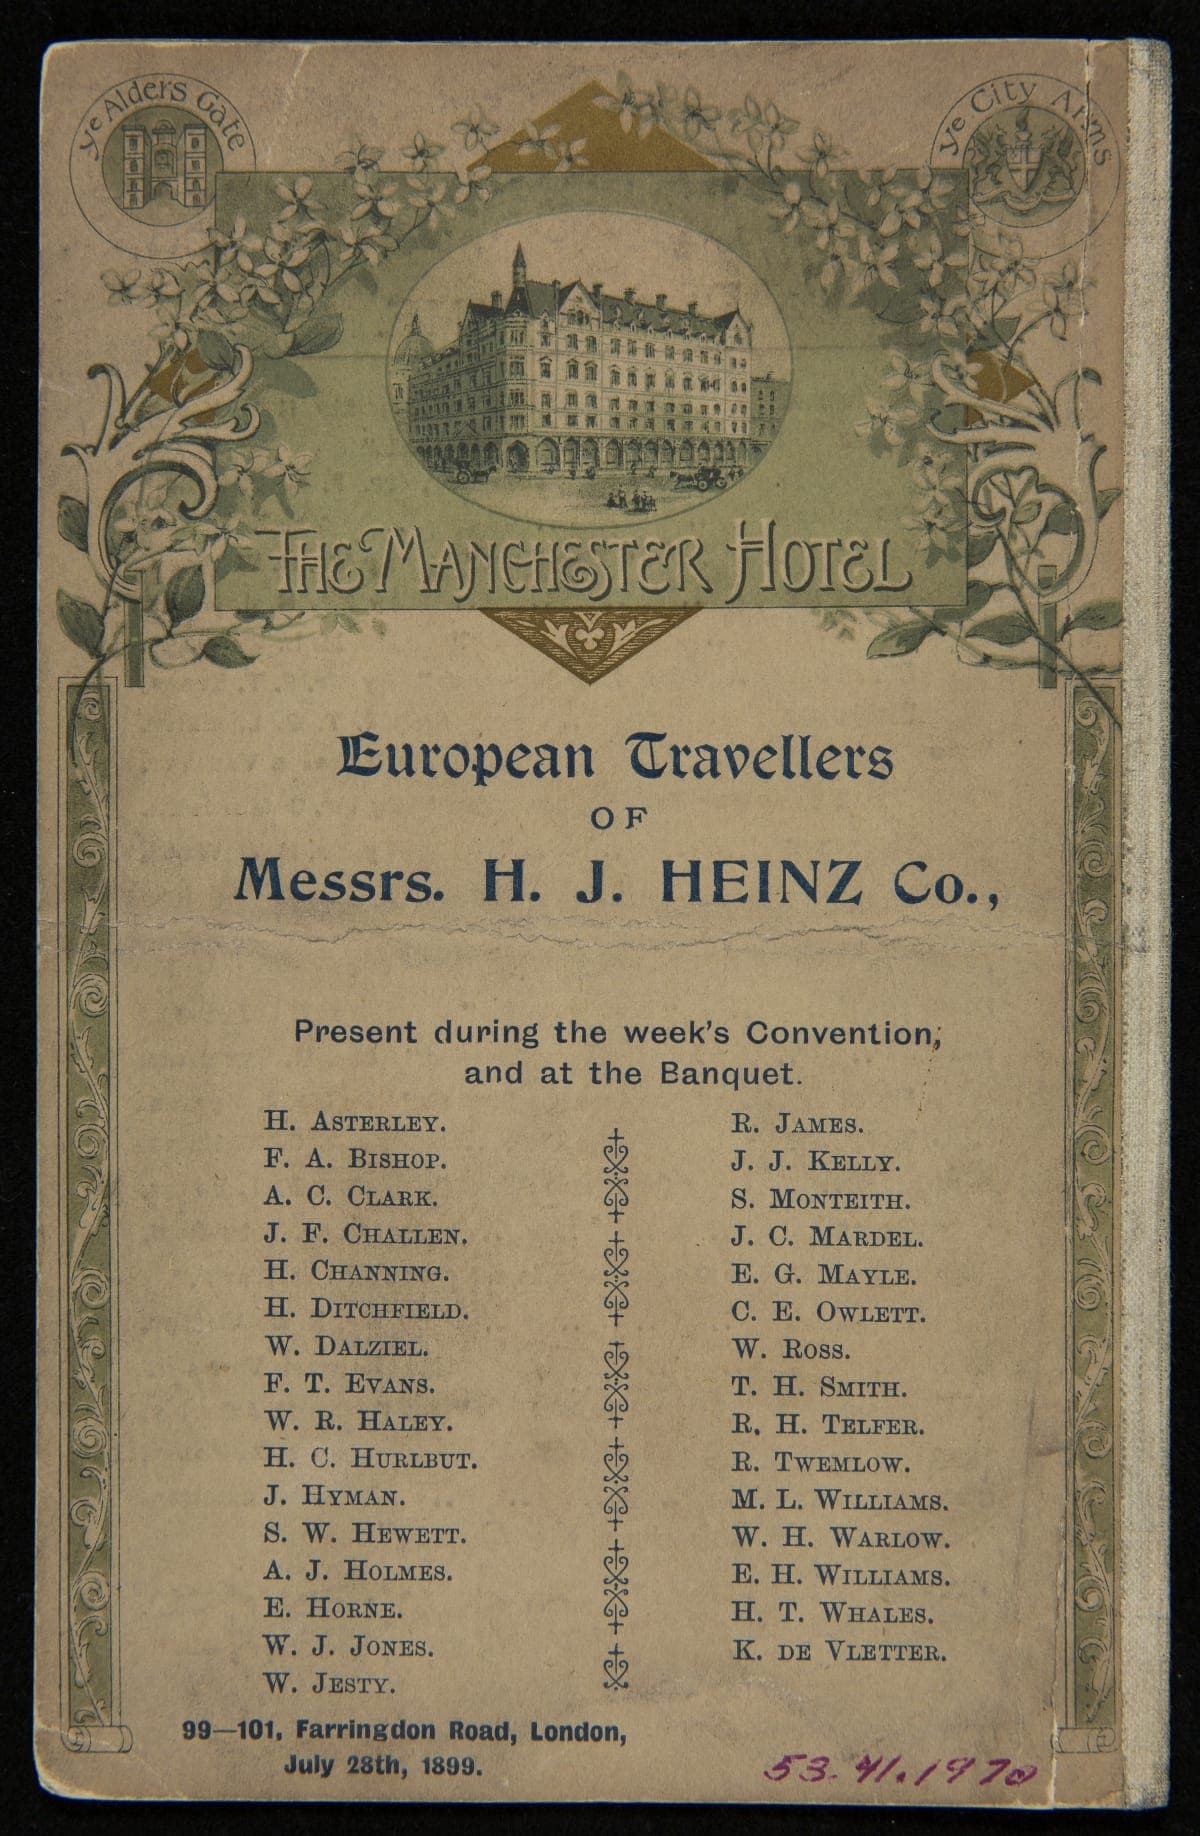 Ye Alders Gate
Ye City Arms
THE MANCHESTER HOTEL
European Travellers
OF
Messrs. H. J. HEINZ Co.,
Present during the week's Convention,
and at the Banquet.
H. ASTERLEY.
F. A. BISHOP.
A. C. CLARK.
J. F. CHALLEN.
H. CHANNING.
H. DITCHFIELD.
W. DALZIEL.
F. T. EVANS.
W. R. HALEY.
H. C. HURLBUT.
J. HYMAN.
S. W. HEWETT.
A. J. HOLMES.
E. HORNE.
W. J. JONES.
W. JESTY.
R. JAMES.
J. J. KELLY.
S. MONTEITH.
J. C. MARDEL.
E. G. MAYLE.
C. E. OWLETT.
W. ROSS.
T. H. SMITH.
R. H. TELFER.
R. TWEMLOW.
M. L. WILLIAMS.
W. H. WARLOW.
E. H. WILLIAMS.
H. T. WHALES.
K. DE VLETTER.
99—101, Farringdon Road, London,
July 28th, 1899.
53.41.1970